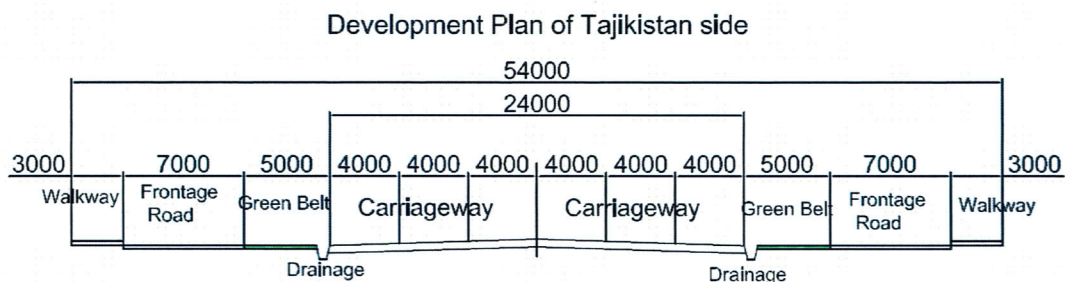 Development Plan of Tajikistan side
54000
24000
3000 7000 5000 4000 4000 4000 4000 4000 4000 5000 7000 3000
Walkway Frontage Road Green Belt Carriageway Carriageway Green Belt Frontage Road Walkway
Drainage Drainage